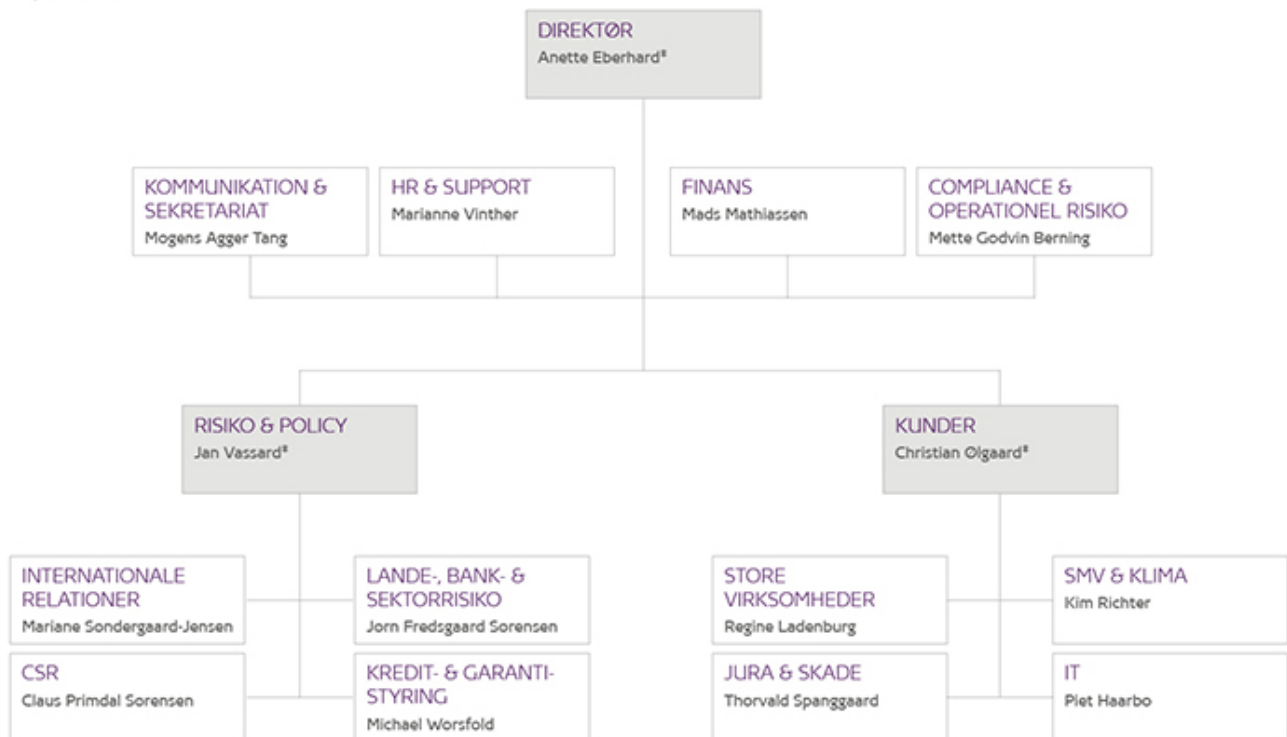 DIREKTØR
Anette Eberhard*
KOMMUNIKATION &
SEKRETARIAT
Mogens Agger Tang
HR & SUPPORT
Marianne Vinther
FINANS
Mads Mathiassen
COMPLIANCE &
OPERATIONEL RISIKO
Mette Godvin Berning
RISIKO & POLICY
Jan Vassard*
KUNDER
Christian Ølgaard*
INTERNATIONALE
RELATIONER
Mariane Sondergaard-Jensen
LANDE-, BANK- &
SEKTORRISIKO
Jorn Fredsgaard Sorensen
STORE
VIRKSOMHEDER
Regine Ladenburg
SMV & KLIMA
Kim Richter
CSR
Claus Primdal Sorensen
KREDIT- & GARANTI-
STYRING
Michael Worsfold
JURA & SKADE
Thorvald Spanggaard
IT
Piet Haarbo